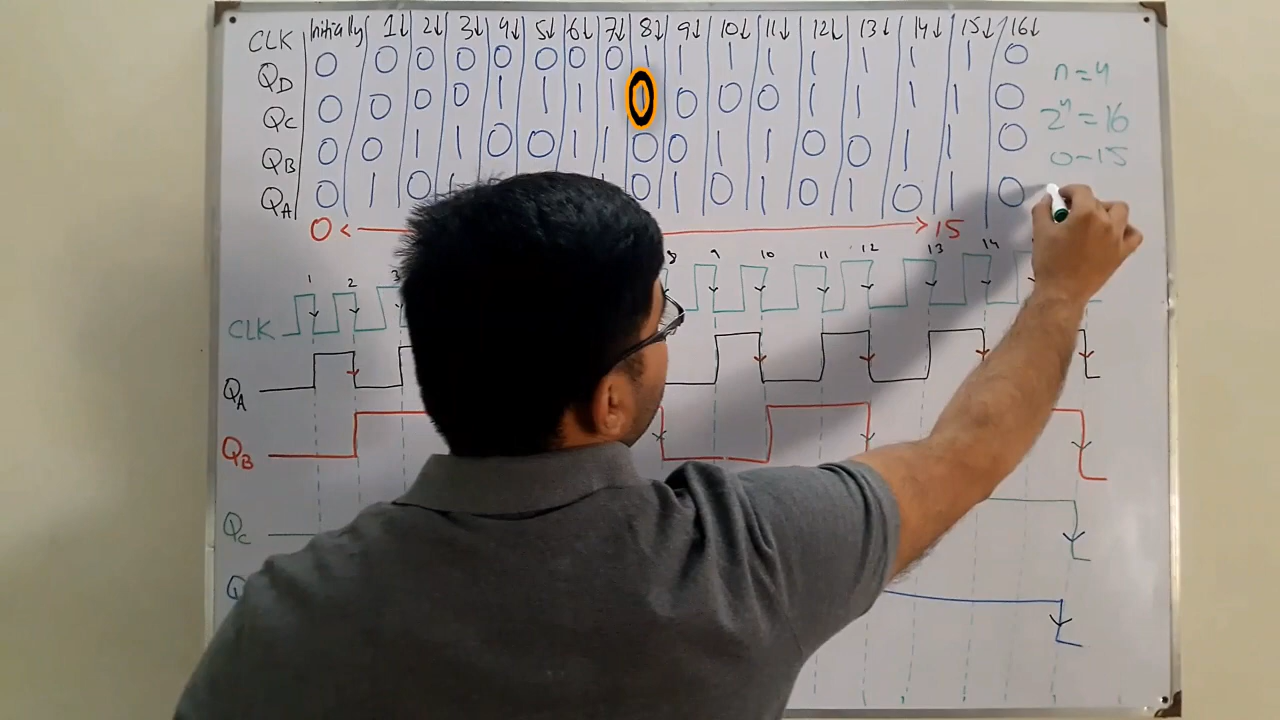 CLK Initially 1↓ 2↓ 3↓ 4↓ 5↓ 6↓ 7↓ 8↓ 9↓ 10↓ 11↓ 12↓ 13↓ 14↓ 15↓ 16↓
QD 0 0 0 0 0 0 0 0 1 1 1 1 1 1 1 1 0
QC 0 0 0 0 1 1 1 1 0 0 0 0 1 1 1 1 0
QB 0 0 1 1 0 0 1 1 0 0 1 1 0 0 1 1 0
QA 0 1 0 1 1 0 1 0 1 0 1 0 1 0 1 0
n = 4
2^n = 16
0 - 15
0 < > 15
1 2 3 8 9 10 11 12 13 14
CLK
QA
QB
QC